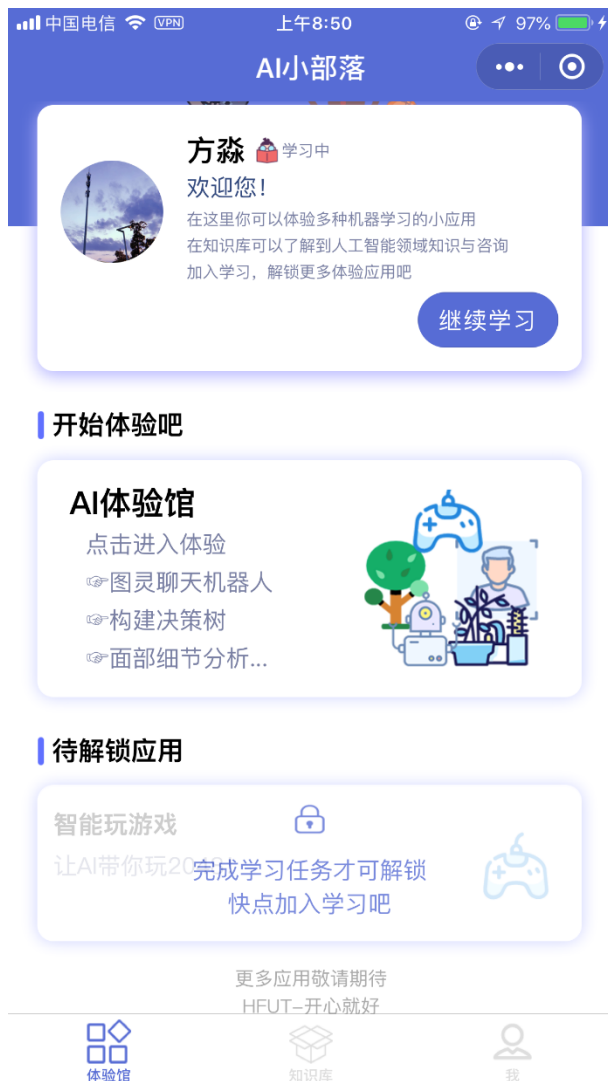 中国电信 VPN 上午8:50 97%
AI小部落
方淼 学习中
欢迎您!
在这里你可以体验多种机器学习的小应用
在知识库可以了解到人工智能领域知识与咨询
加入学习，解锁更多体验应用吧
继续学习
开始体验吧
AI体验馆
点击进入体验
☞图灵聊天机器人
☞构建决策树
☞面部细节分析...
待解锁应用
智能玩游戏
让AI带你玩2048
完成学习任务才可解锁
快点加入学习吧
更多应用敬请期待
HFUT-开心就好
体验馆 知识库 我